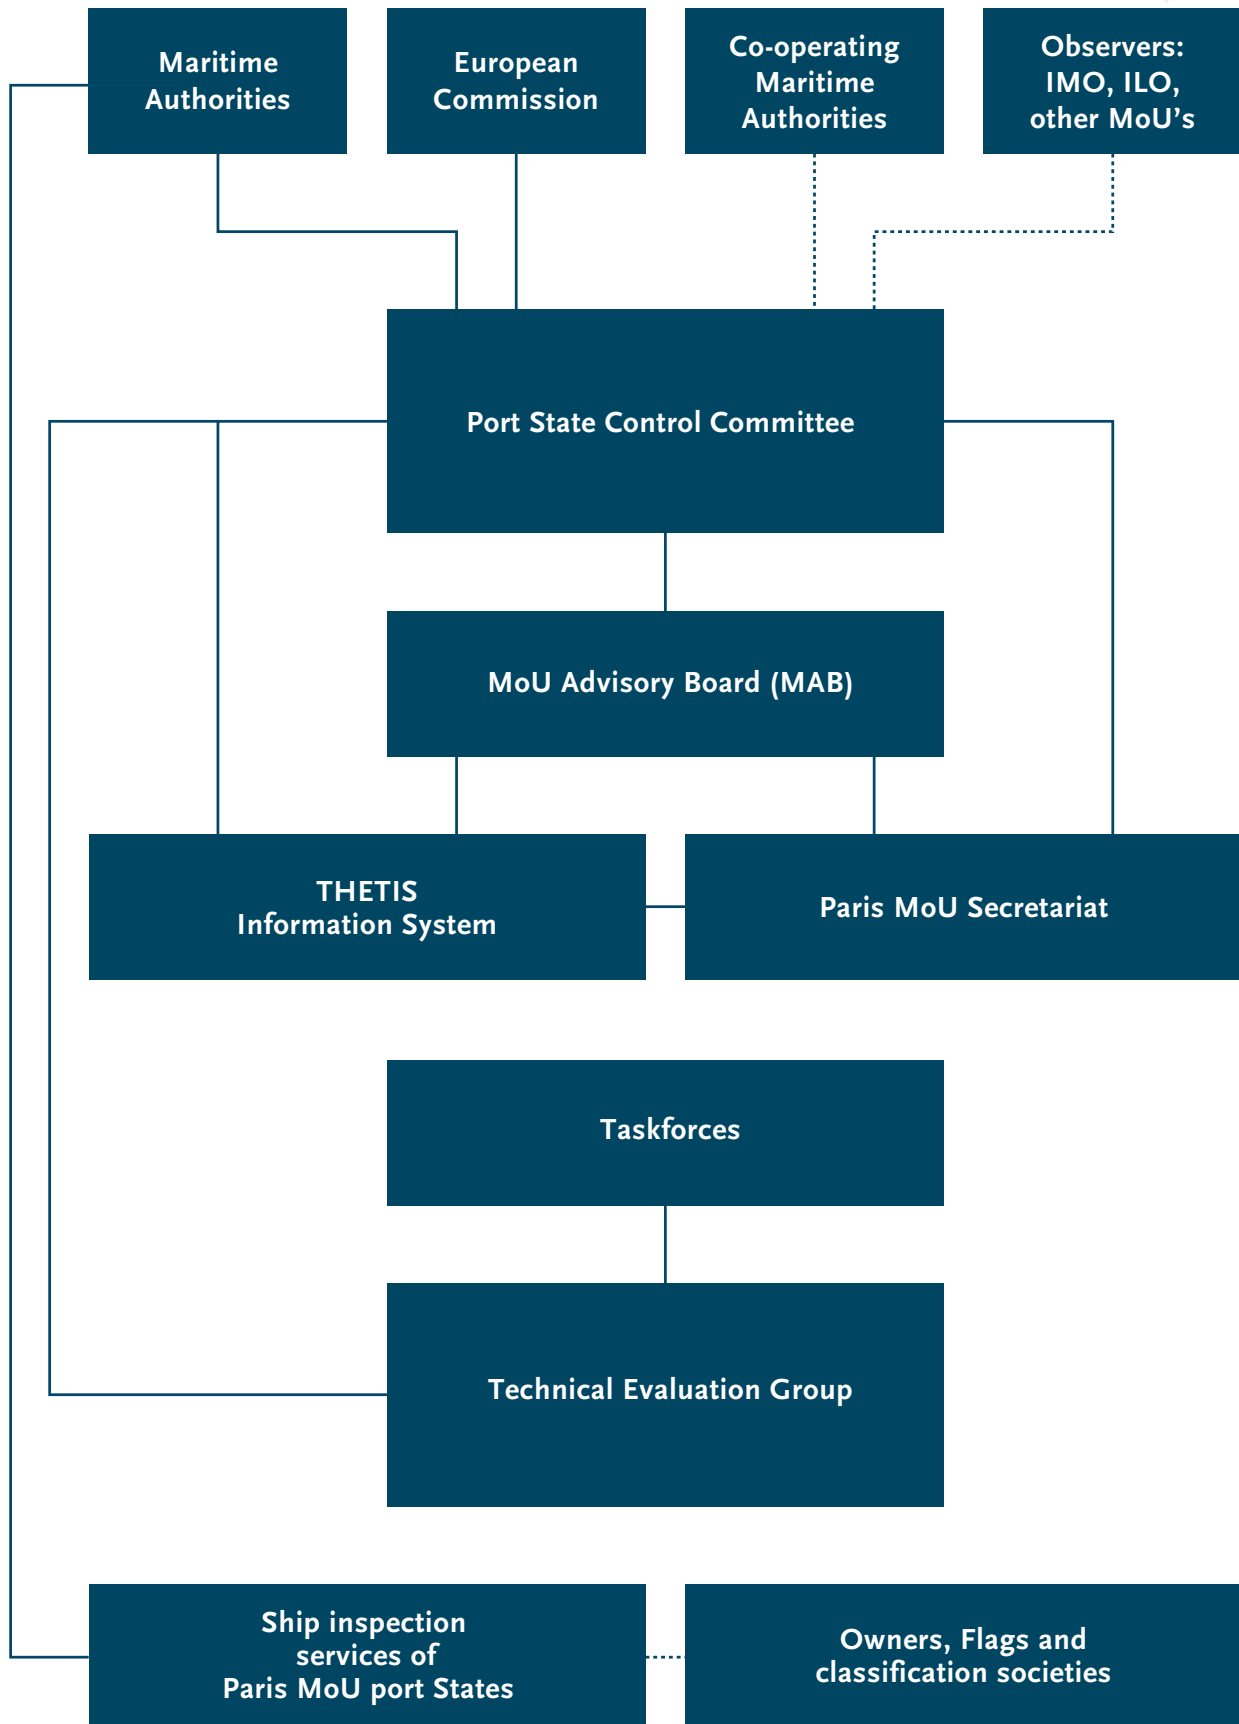 Maritime
Authorities
European
Commission
Co-operating
Maritime
Authorities
Observers:
IMO, ILO,
other MoU's
Port State Control Committee
MoU Advisory Board (MAB)
THETIS
Information System
Paris MoU Secretariat
Taskforces
Technical Evaluation Group
Ship inspection
services of
Paris MoU port States
Owners, Flags and
classification societies